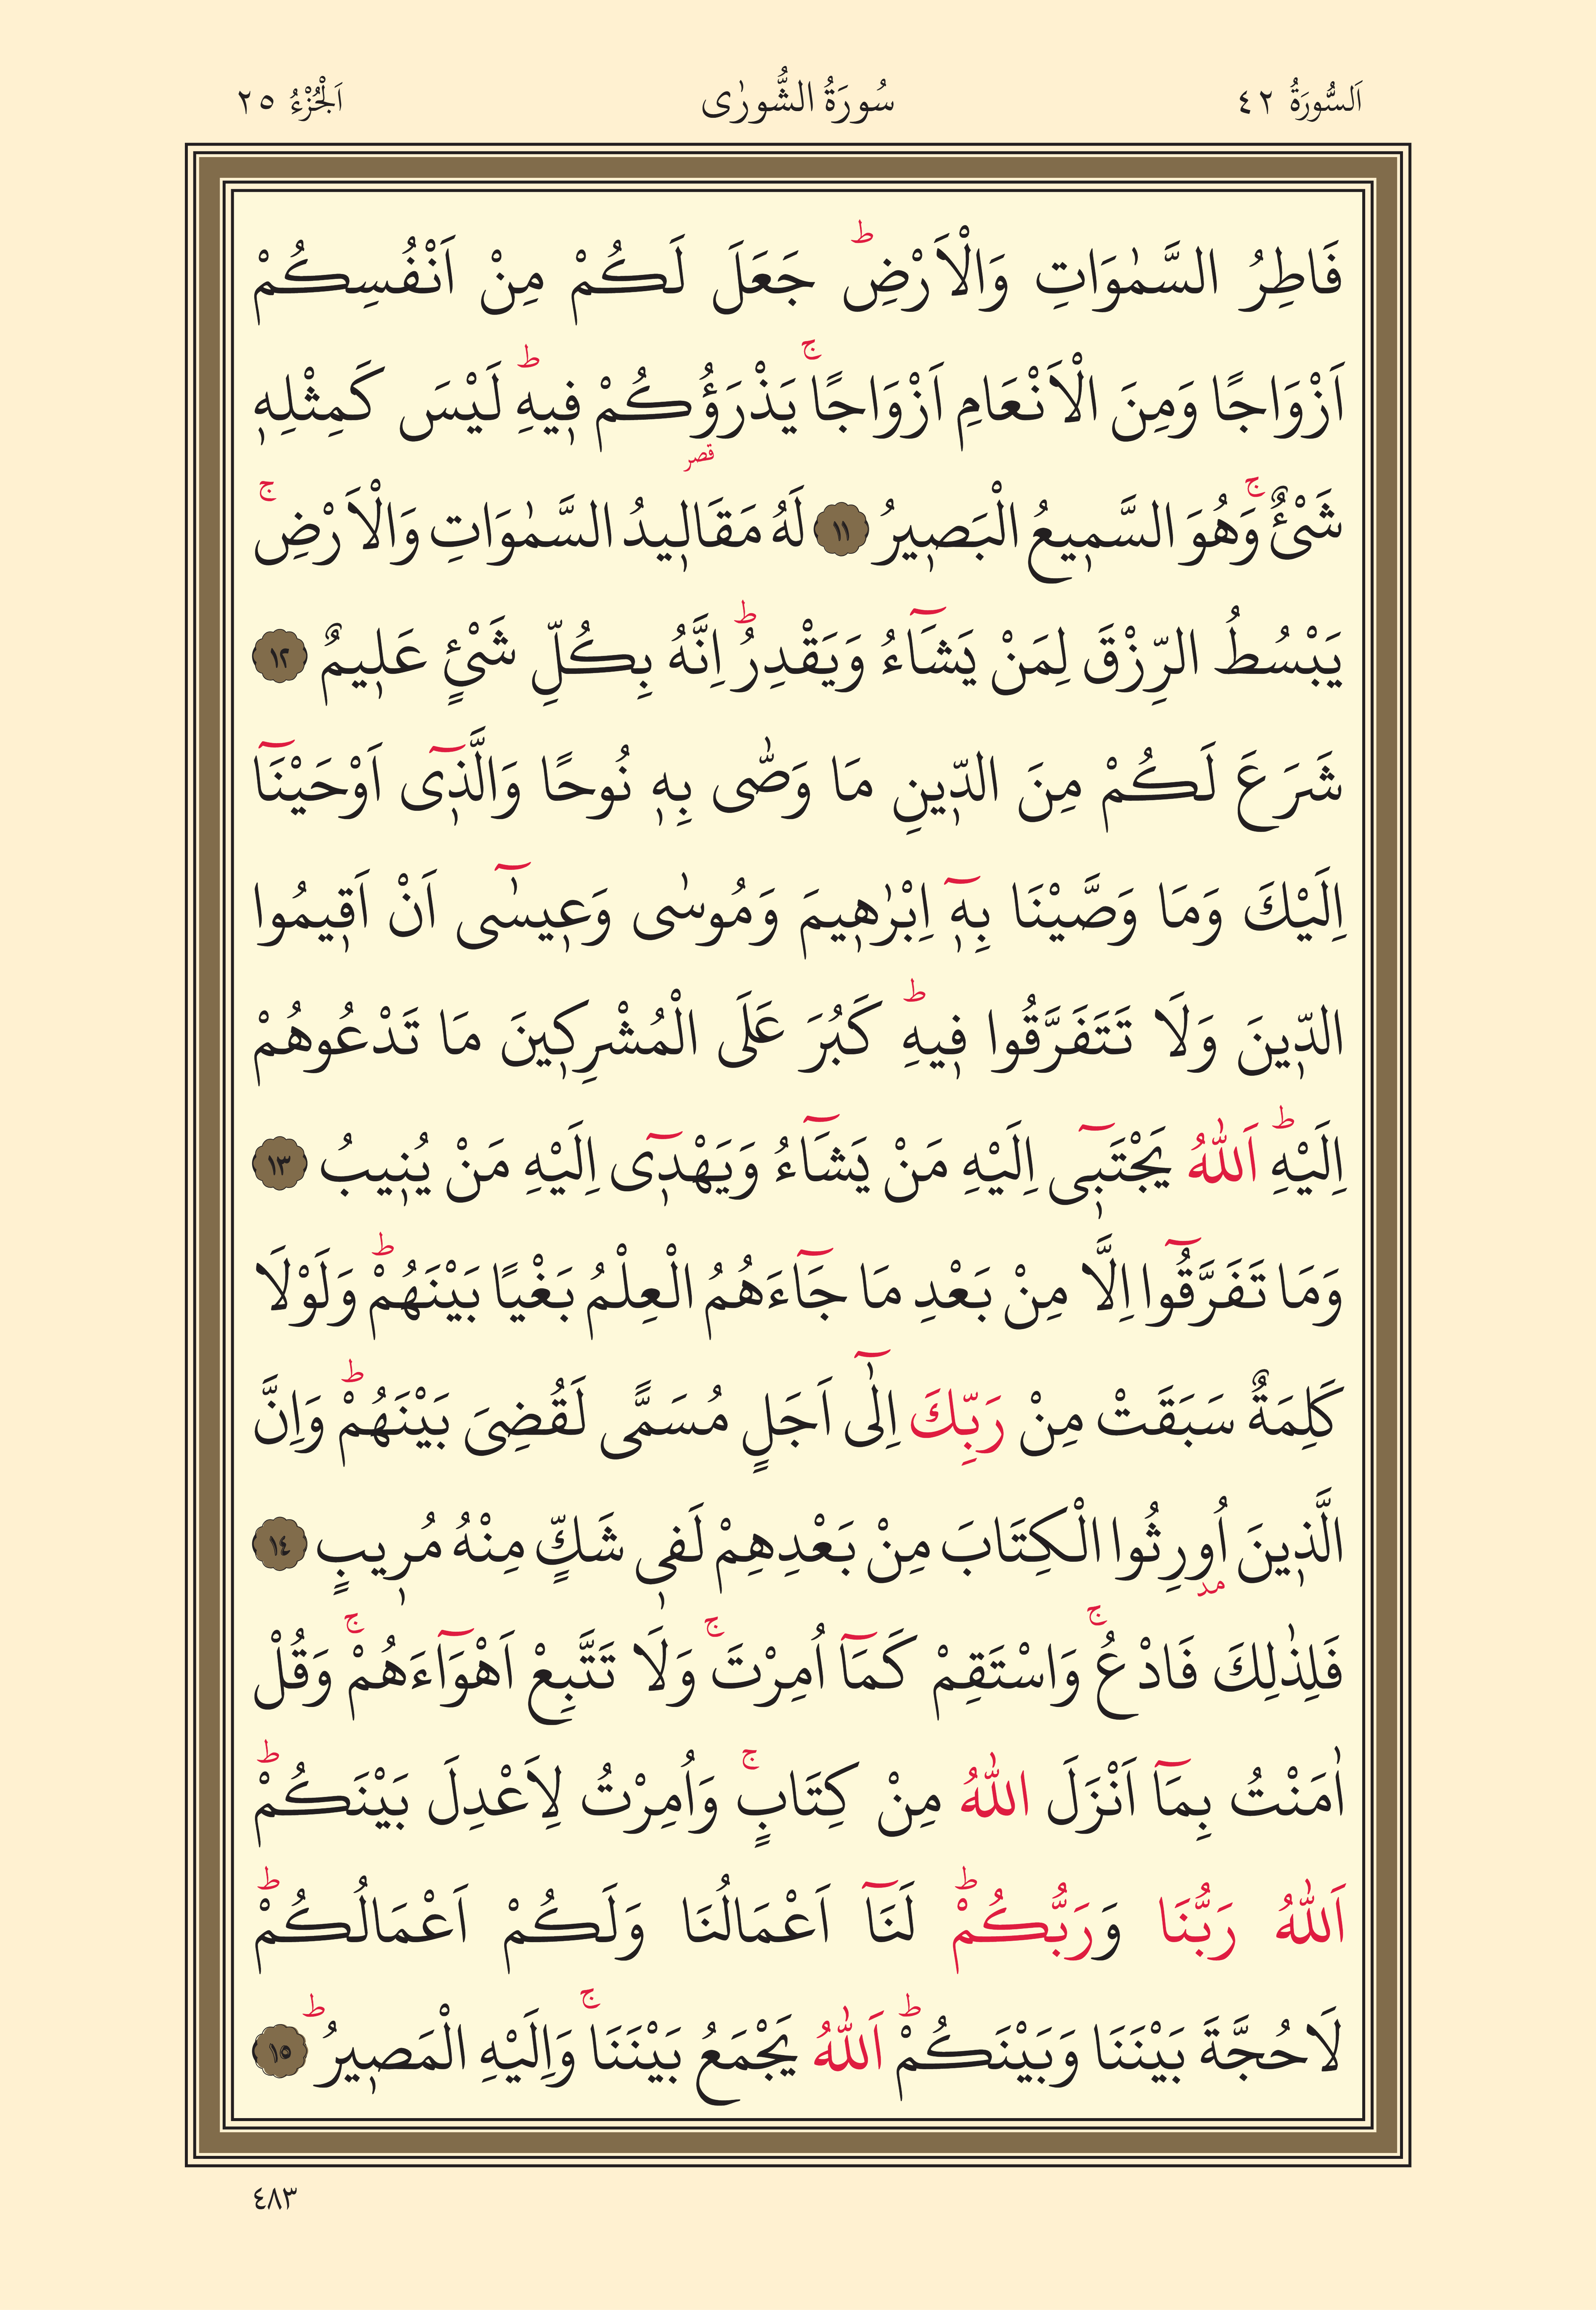 اَلسُّورَةُ ٤٢ سُورَةُ الشُّورٰى اَلْجُزْءُ ٢٥
فَاطِرُ السَّمٰوَاتِ وَالْاَرْضِۜ جَعَلَ لَكُمْ مِنْ اَنْفُسِكُمْ
اَزْوَاجًا وَمِنَ الْاَنْعَامِ اَزْوَاجًاۚ يَذْرَؤُ۬كُمْ ف۪يهِۜ لَيْسَ كَمِثْلِه۪
قصر
شَيْءٌۚ وَهُوَ السَّم۪يعُ الْبَص۪يرُ ١١ لَهُ مَقَال۪يدُ السَّمٰوَاتِ وَالْاَرْضِۚ
يَبْسُطُ الرِّزْقَ لِمَنْ يَشَٓاءُ وَيَقْدِرُۜ اِنَّهُ بِكُلِّ شَيْءٍ عَل۪يمٌ ١٢
شَرَعَ لَكُمْ مِنَ الدّ۪ينِ مَا وَصّٰى بِه۪ نُوحًا وَالَّذ۪ٓى اَوْحَيْنَٓا
اِلَيْكَ وَمَا وَصَّيْنَا بِه۪ٓ اِبْرٰه۪يمَ وَمُوسٰى وَع۪يسٰٓى اَنْ اَق۪يمُوا
الدّ۪ينَ وَلَا تَتَفَرَّقُوا ف۪يهِۜ كَبُرَ عَلَى الْمُشْرِك۪ينَ مَا تَدْعُوهُمْ
اِلَيْهِۜ اَللّٰهُ يَجْتَب۪ٓى اِلَيْهِ مَنْ يَشَٓاءُ وَيَهْد۪ٓى اِلَيْهِ مَنْ يُن۪يبُ ١٣
وَمَا تَفَرَّقُٓوا اِلَّا مِنْ بَعْدِ مَا جَٓاءَهُمُ الْعِلْمُ بَغْيًا بَيْنَهُمْۜ وَلَوْلَا
كَلِمَةٌ سَبَقَتْ مِنْ رَبِّكَ اِلٰٓى اَجَلٍ مُسَمًّى لَقُضِىَ بَيْنَهُمْۜ وَاِنَّ
الَّذ۪ينَ اُو۫رِثُوا الْكِتَابَ مِنْ بَعْدِهِمْ لَف۪ى شَكٍّ مِنْهُ مُر۪يبٍ ١٤
مد
فَلِذٰلِكَ فَادْعُۚ وَاسْتَقِمْ كَمَٓا اُمِرْتَۚ وَلَا تَتَّبِعْ اَهْوَٓاءَهُمْۚ وَقُلْ
اٰمَنْتُ بِمَٓا اَنْزَلَ اللّٰهُ مِنْ كِتَابٍۚ وَاُمِرْتُ لِاَعْدِلَ بَيْنَكُمْۜ
اَللّٰهُ رَبُّنَا وَرَبُّكُمْۜ لَنَٓا اَعْمَالُنَا وَلَكُمْ اَعْمَالُكُمْۜ
لَا حُجَّةَ بَيْنَنَا وَبَيْنَكُمْۜ اَللّٰهُ يَجْمَعُ بَيْنَنَاۚ وَاِلَيْهِ الْمَص۪يرُۜ ١٥
٤٨٣